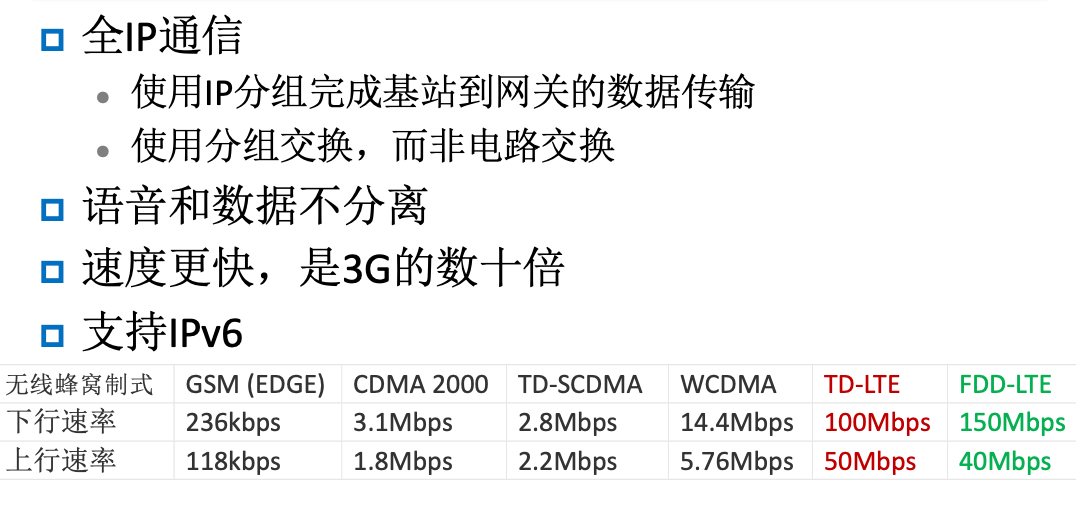 全IP通信
使用IP分组完成基站到网关的数据传输
使用分组交换，而非电路交换
语音和数据不分离
速度更快，是3G的数十倍
支持IPv6
无线蜂窝制式 GSM (EDGE) CDMA 2000 TD-SCDMA WCDMA TD-LTE FDD-LTE
下行速率 236kbps 3.1Mbps 2.8Mbps 14.4Mbps 100Mbps 150Mbps
上行速率 118kbps 1.8Mbps 2.2Mbps 5.76Mbps 50Mbps 40Mbps